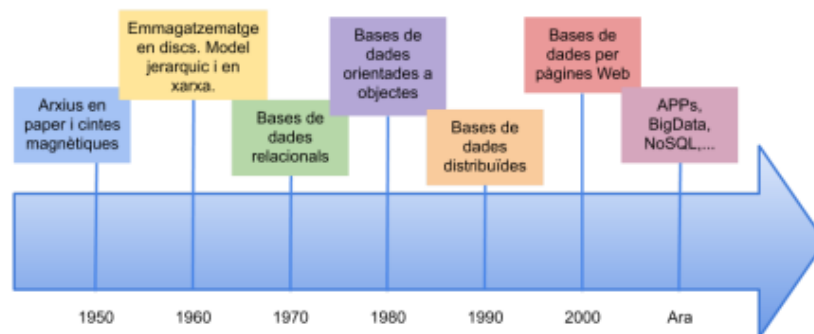 Arxius en
paper i cintes
magnètiques
Emmagatzematge
en discs. Model
jerarquic i en
xarxa.
Bases de
dades
relacionals
Bases de
dades
orientades a
objectes
Bases de
dades
distribuïdes
Bases de
dades per
pàgines Web
APPs,
BigData,
NoSQL,...
1950
1960
1970
1980
1990
2000
Ara